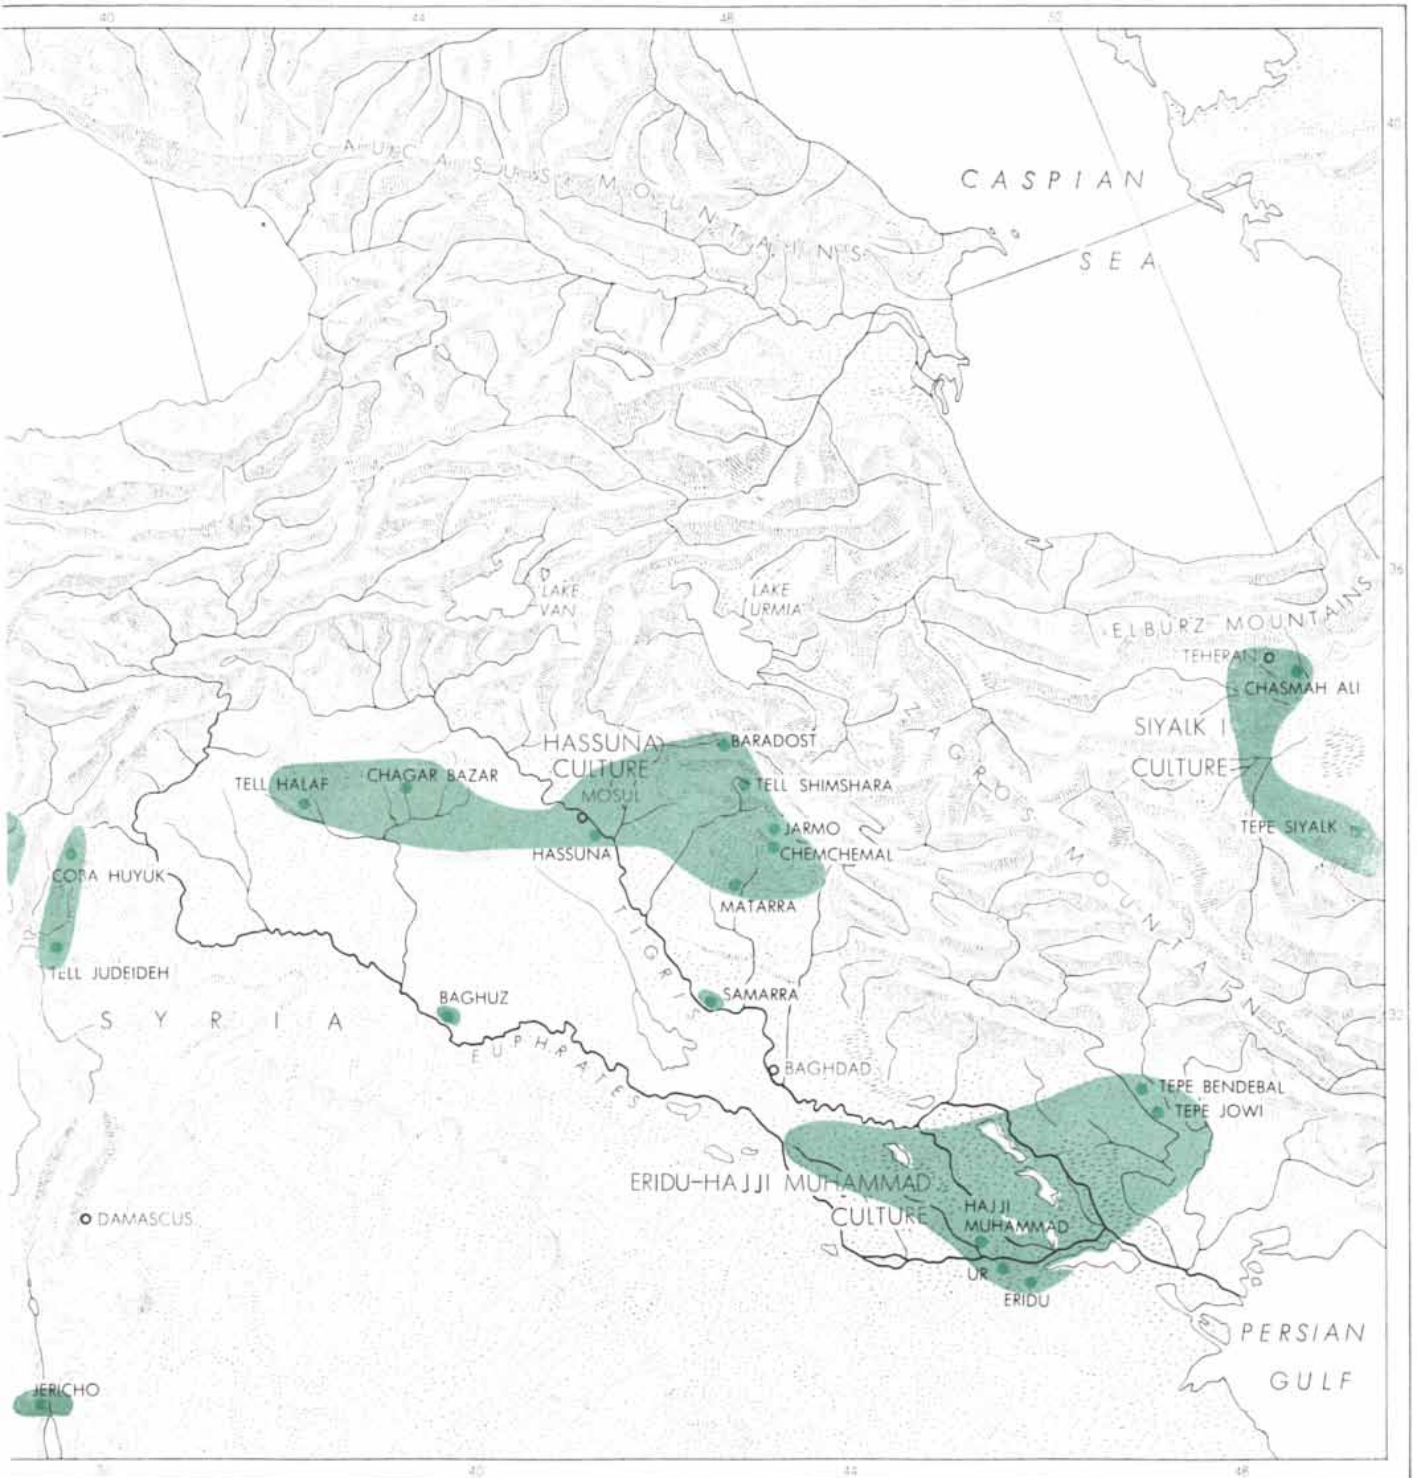 40 44 48 52
40
CAUCASUS MOUNTAINS
CASPIAN
SEA
36
LAKE
VAN
LAKE
URMIA
ELBURZ MOUNTAINS
TEHERAN
CHASMAH ALI
ZAGROS MOUNTAINS
SIYALK I
CULTURE
TEPE SIYALK
HASSUNA
CULTURE
BARADOST
TELL HALAF
CHAGAR BAZAR
MOSUL
TELL SHIMSHARA
JARMO
HASSUNA
CHEMCHEMAL
MATARRA
COBA HUYUK
TELL JUDEIDEH
TIGRIS
BAGHUZ
SAMARRA
32
SYRIA
EUPHRATES
BAGHDAD
TEPE BENDEBAL
TEPE JOWI
ERIDU-HAJJI MUHAMMAD
CULTURE
HAJJI
MUHAMMAD
DAMASCUS
UR
ERIDU
PERSIAN
GULF
JERICHO
40 44 48